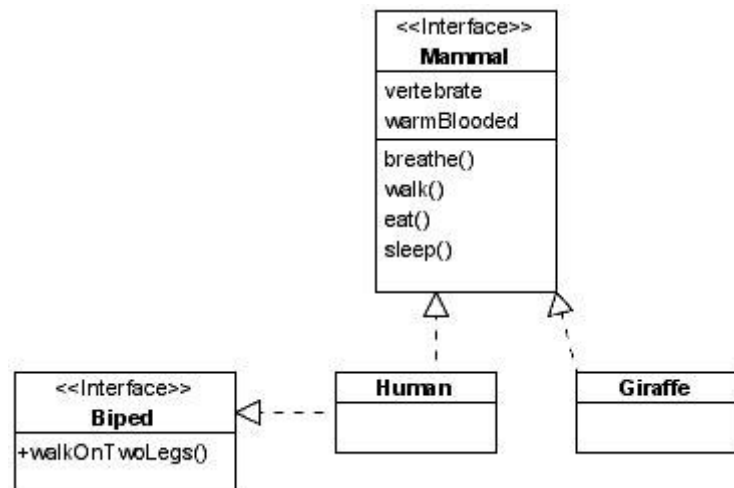 <<Interface>>
Mammal
vertebrate
warmBlooded
breathe()
walk()
eat()
sleep()
<<Interface>>
Biped
+walkOnTwoLegs()
Human
Giraffe